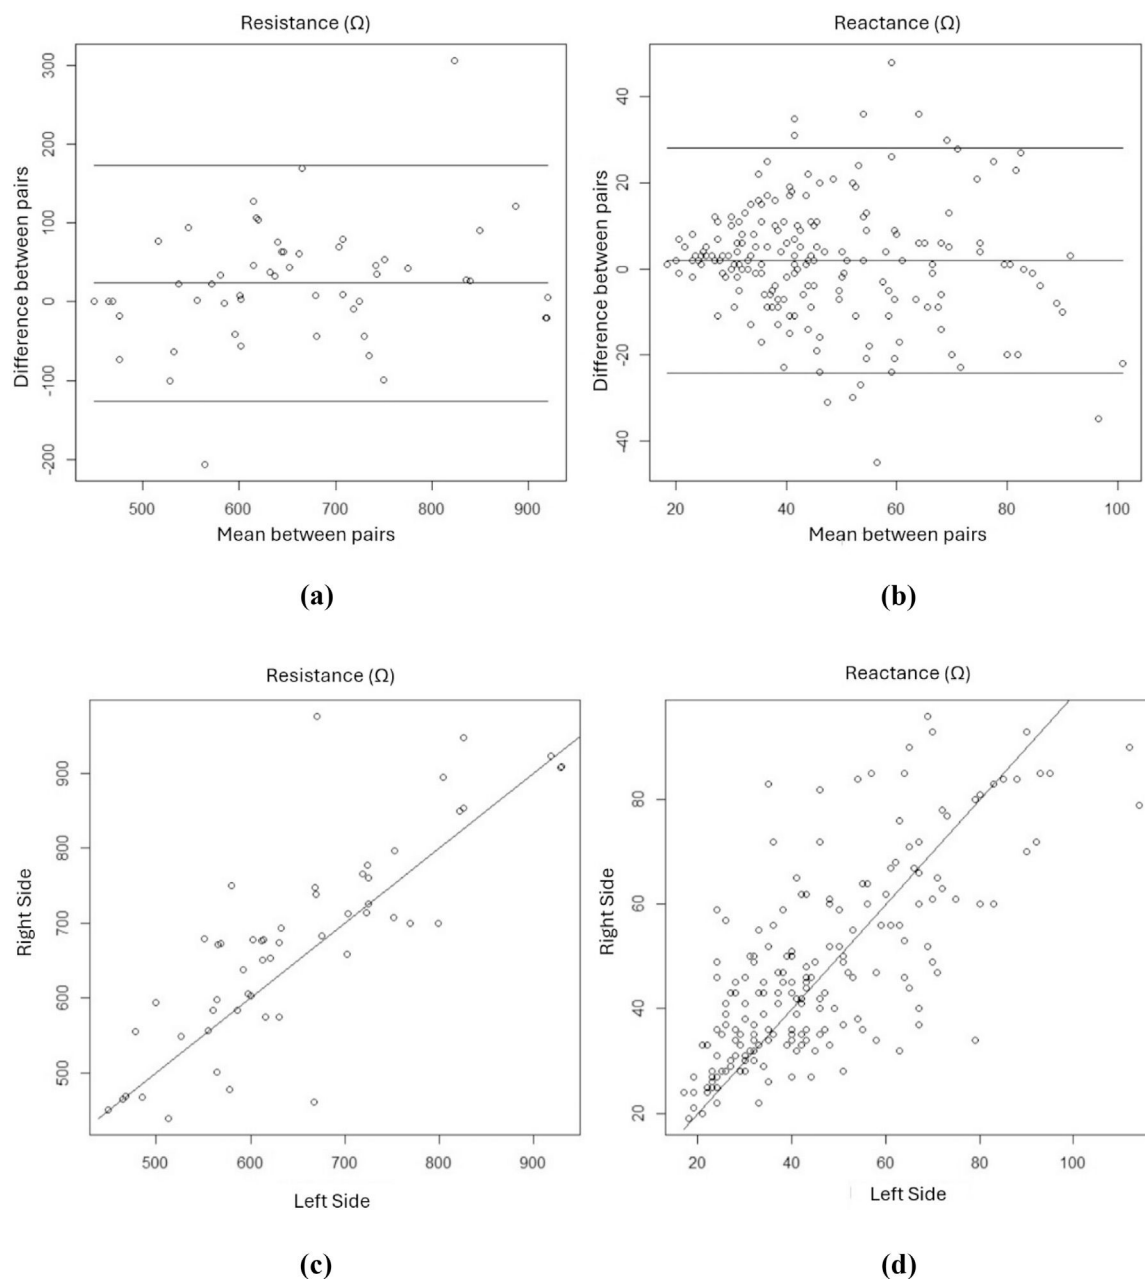 Resistance (Ω)
Difference between pairs
300
200
100
0
-100
-200
500 600 700 800 900
Mean between pairs
(a)
Reactance (Ω)
Difference between pairs
40
20
0
-20
-40
20 40 60 80 100
Mean between pairs
(b)
Resistance (Ω)
Right Side
900
800
700
600
500
500 600 700 800 900
Left Side
(c)
Reactance (Ω)
Right Side
80
60
40
20
20 40 60 80 100
Left Side
(d)